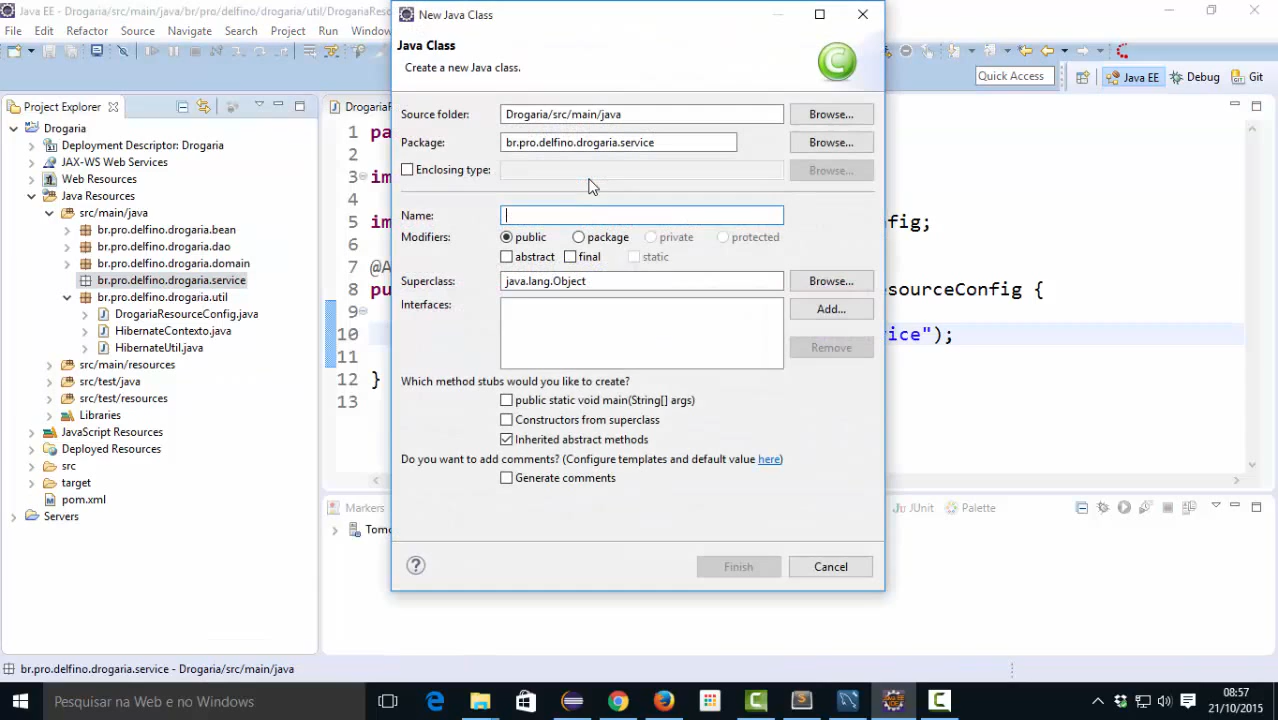 Java EE - Drogaria/src/main/java/br/pro/delfino/drogaria/util/Drogaria
File Edit Refactor Source Navigate Search Project Run Window
Quick Access
Java EE
Debug
Git
Project Explorer
Drogaria
Deployment Descriptor: Drogaria
JAX-WS Web Services
Web Resources
Java Resources
src/main/java
br.pro.delfino.drogaria.bean
br.pro.delfino.drogaria.dao
br.pro.delfino.drogaria.domain
br.pro.delfino.drogaria.service
br.pro.delfino.drogaria.util
DrogariaResourceConfig.java
HibernateContexto.java
HibernateUtil.java
src/main/resources
src/test/java
src/test/resources
Libraries
JavaScript Resources
Deployed Resources
src
target
pom.xml
Servers
1
2
3
5
6
7
8
9
10
11
12 }
13
fig;
sourceConfig {
ice");
New Java Class
Java Class
Create a new Java class.
Source folder: Drogaria/src/main/java Browse...
Package: br.pro.delfino.drogaria.service Browse...
Enclosing type: Browse...
Name:
Modifiers: public package private protected
abstract final static
Superclass: java.lang.Object Browse...
Interfaces: Add...
Remove
Which method stubs would you like to create?
public static void main(String[] args)
Constructors from superclass
Inherited abstract methods
Do you want to add comments? (Configure templates and default value here)
Generate comments
Finish Cancel
Markers
JUnit
Palette
br.pro.delfino.drogaria.service - Drogaria/src/main/java
Pesquisar na Web e no Windows
08:57
21/10/2015